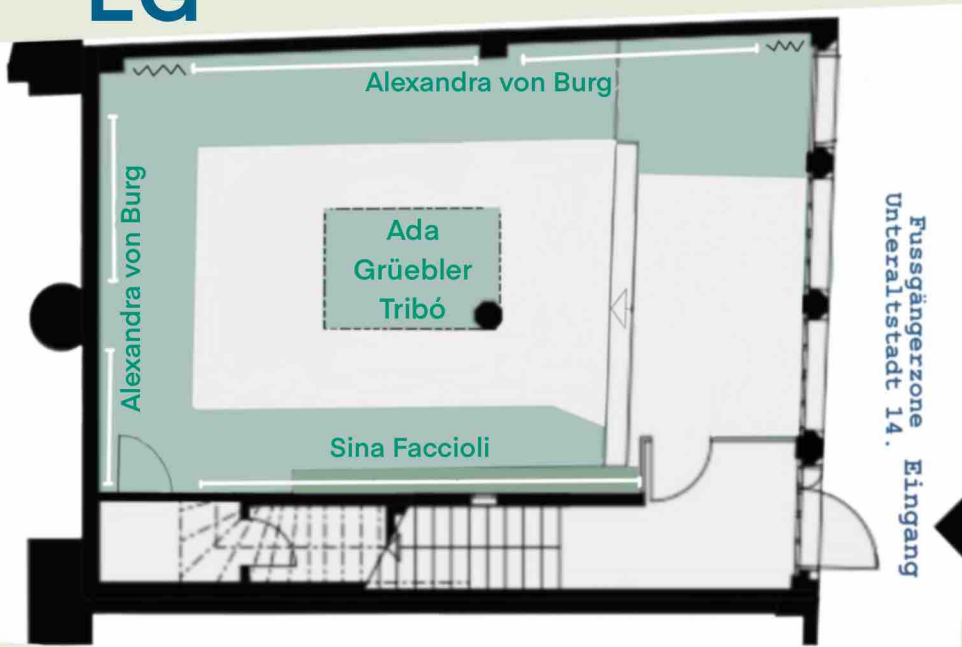 EG
Alexandra von Burg
Alexandra von Burg
Ada
Grüebler
Tribó
Sina Faccioli
Fussgängerzone Eingang
Unteraltstadt 14.